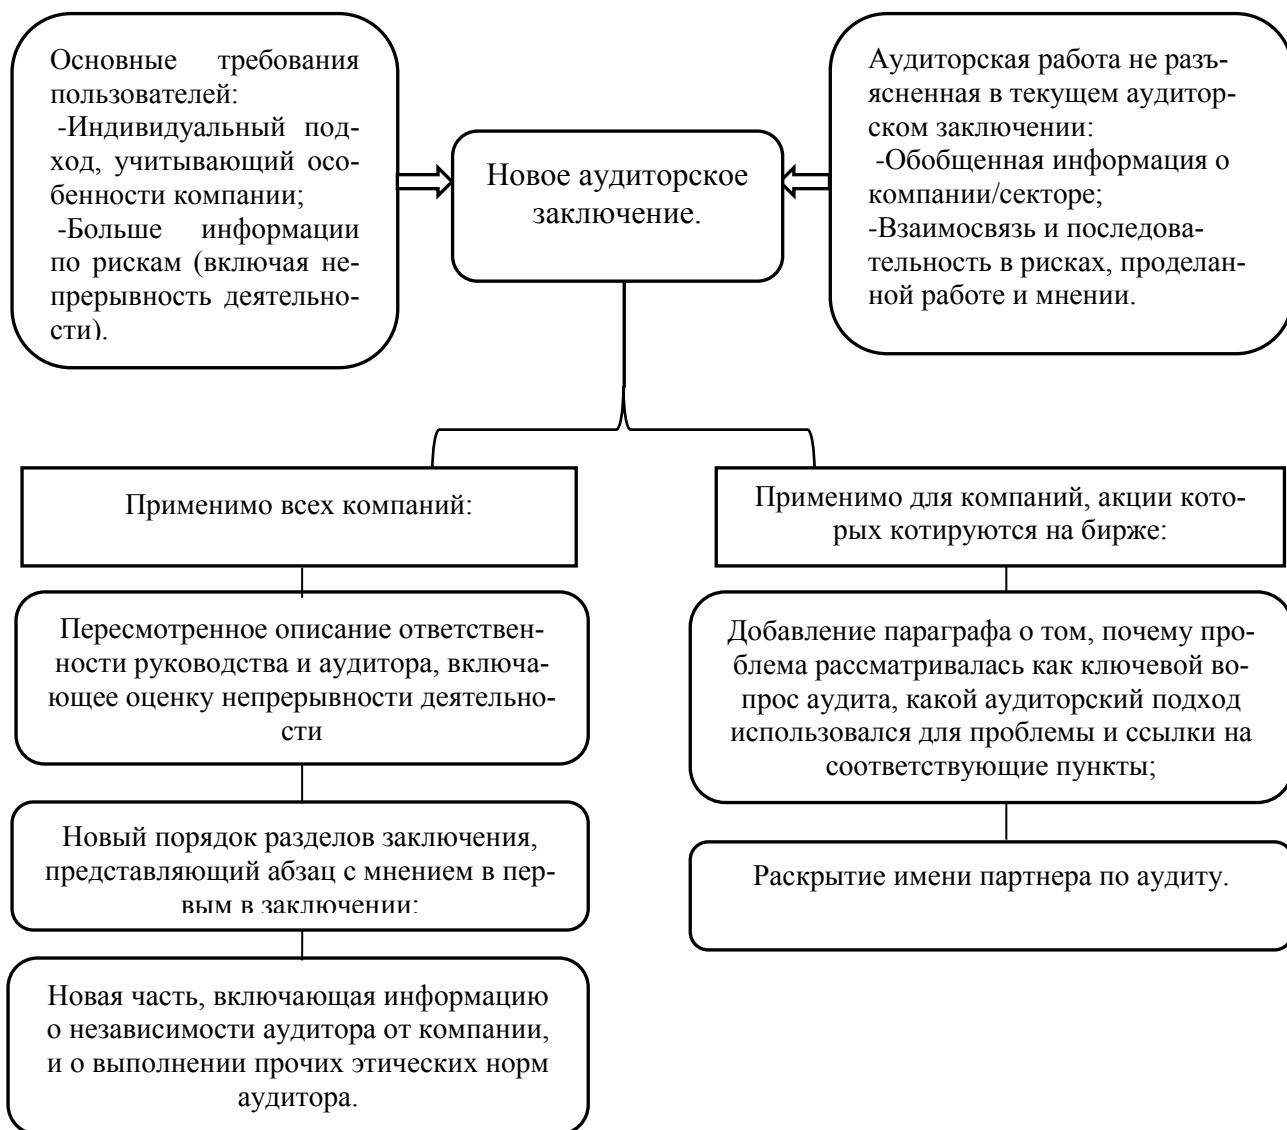 Основные требования
пользователей:
-Индивидуальный под-
ход, учитывающий осо-
бенности компании;
-Больше информации
по рискам (включая не-
прерывность деятельно-
сти).
Новое аудиторское
заключение.
Аудиторская работа не разъ-
ясненная в текущем аудитор-
ском заключении:
-Обобщенная информация о
компании/секторе;
-Взаимосвязь и последова-
тельность в рисках, проделан-
ной работе и мнении.
Применимо всех компаний:
Пересмотренное описание ответствен-
ности руководства и аудитора, включа-
ющее оценку непрерывности деятельно-
сти
Новый порядок разделов заключения,
представляющий абзац с мнением в пер-
вым в заключении;
Новая часть, включающая информацию
о независимости аудитора от компании,
и о выполнении прочих этических норм
аудитора.
Применимо для компаний, акции кото-
рых котируются на бирже:
Добавление параграфа о том, почему про-
блема рассматривалась как ключевой во-
прос аудита, какой аудиторский подход
использовался для проблемы и ссылки на
соответствующие пункты;
Раскрытие имени партнера по аудиту.